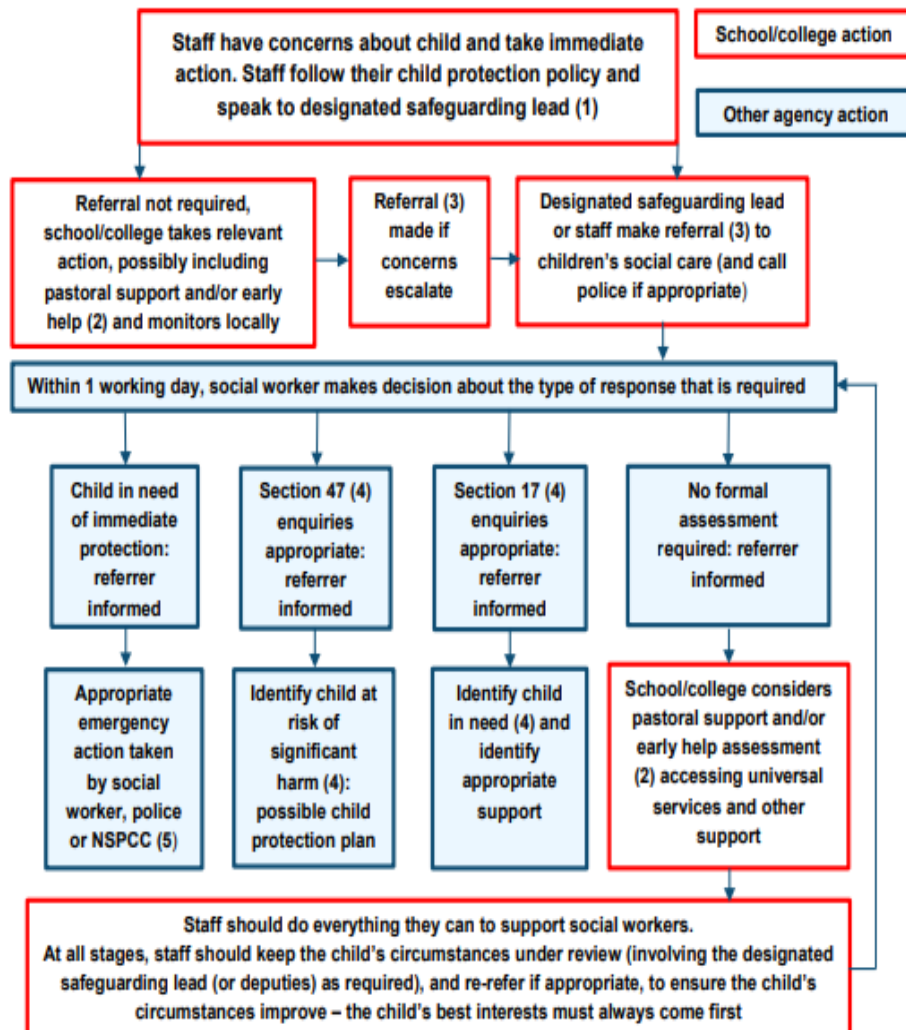 Staff have concerns about child and take immediate
action. Staff follow their child protection policy and
speak to designated safeguarding lead (1)
School/college action
Other agency action
Referral not required,
school/college takes relevant
action, possibly including
pastoral support and/or early
help (2) and monitors locally
Referral (3)
made if
concerns
escalate
Designated safeguarding lead
or staff make referral (3) to
children's social care (and call
police if appropriate)
Within 1 working day, social worker makes decision about the type of response that is required
Child in need
of immediate
protection:
referrer
informed
Section 47 (4)
enquiries
appropriate:
referrer
informed
Section 17 (4)
enquiries
appropriate:
referrer
informed
No formal
assessment
required: referrer
informed
Appropriate
emergency
action taken
by social
worker, police
or NSPCC (5)
Identify child at
risk of
significant
harm (4):
possible child
protection plan
Identify child
in need (4) and
identify
appropriate
support
School/college considers
pastoral support and/or
early help assessment
(2) accessing universal
services and other
support
Staff should do everything they can to support social workers.
At all stages, staff should keep the child's circumstances under review (involving the designated
safeguarding lead (or deputies) as required), and re-refer if appropriate, to ensure the child's
circumstances improve – the child's best interests must always come first